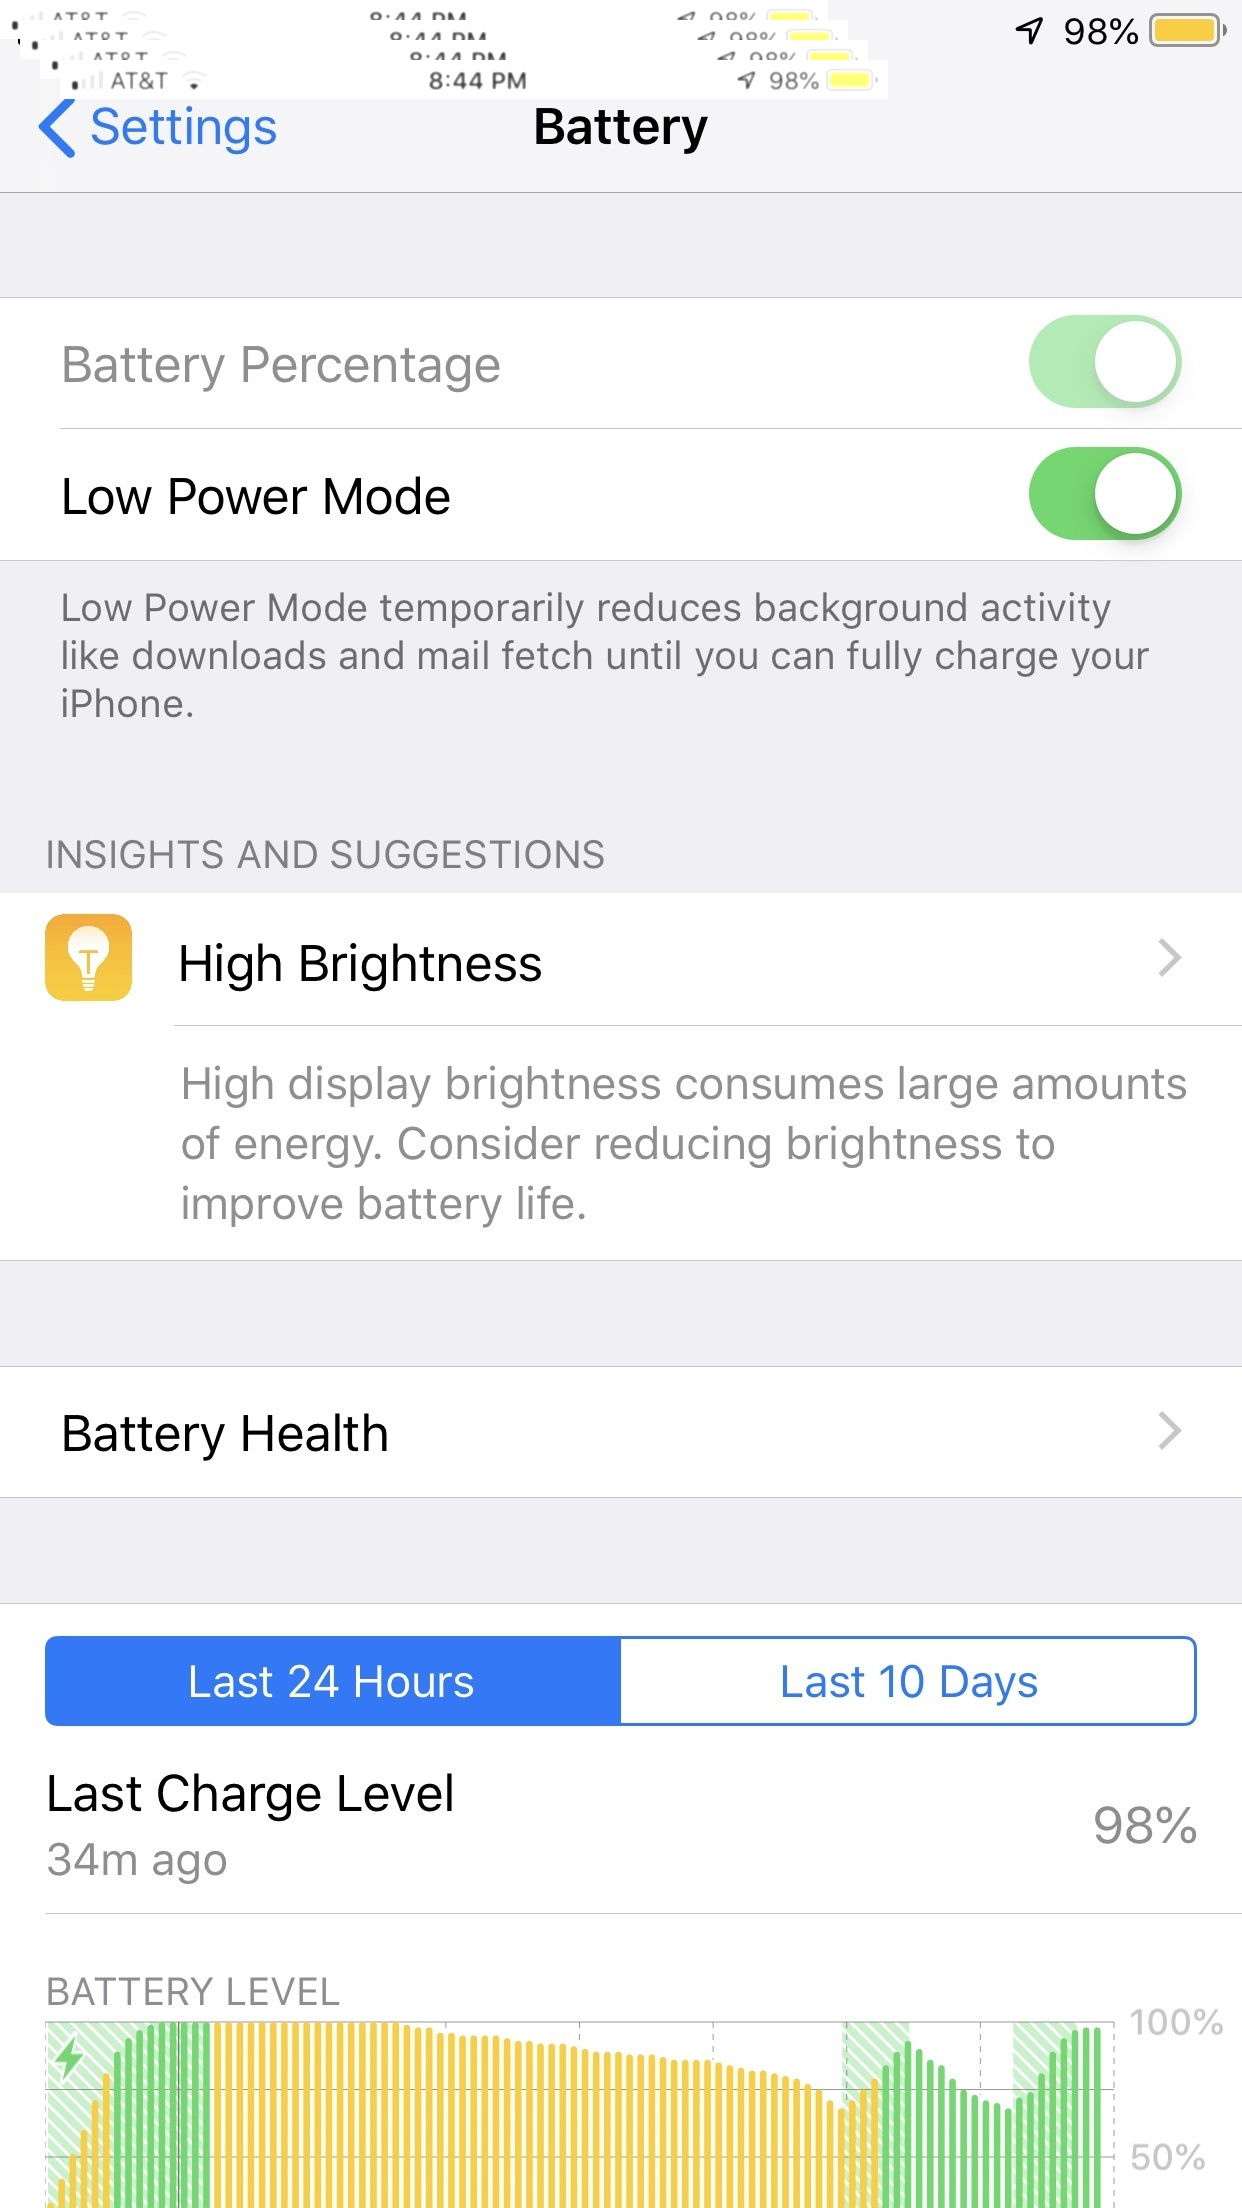 AT&T 8:44 PM 98%
98%
AT&T 8:44 PM 98%
AT&T 8:44 PM 98%
AT&T 8:44 PM 98%
Settings Battery
Battery Percentage
Low Power Mode
Low Power Mode temporarily reduces background activity
like downloads and mail fetch until you can fully charge your
iPhone.
INSIGHTS AND SUGGESTIONS
High Brightness
High display brightness consumes large amounts
of energy. Consider reducing brightness to
improve battery life.
Battery Health
Last 24 Hours Last 10 Days
Last Charge Level
34m ago
98%
BATTERY LEVEL
100%
50%